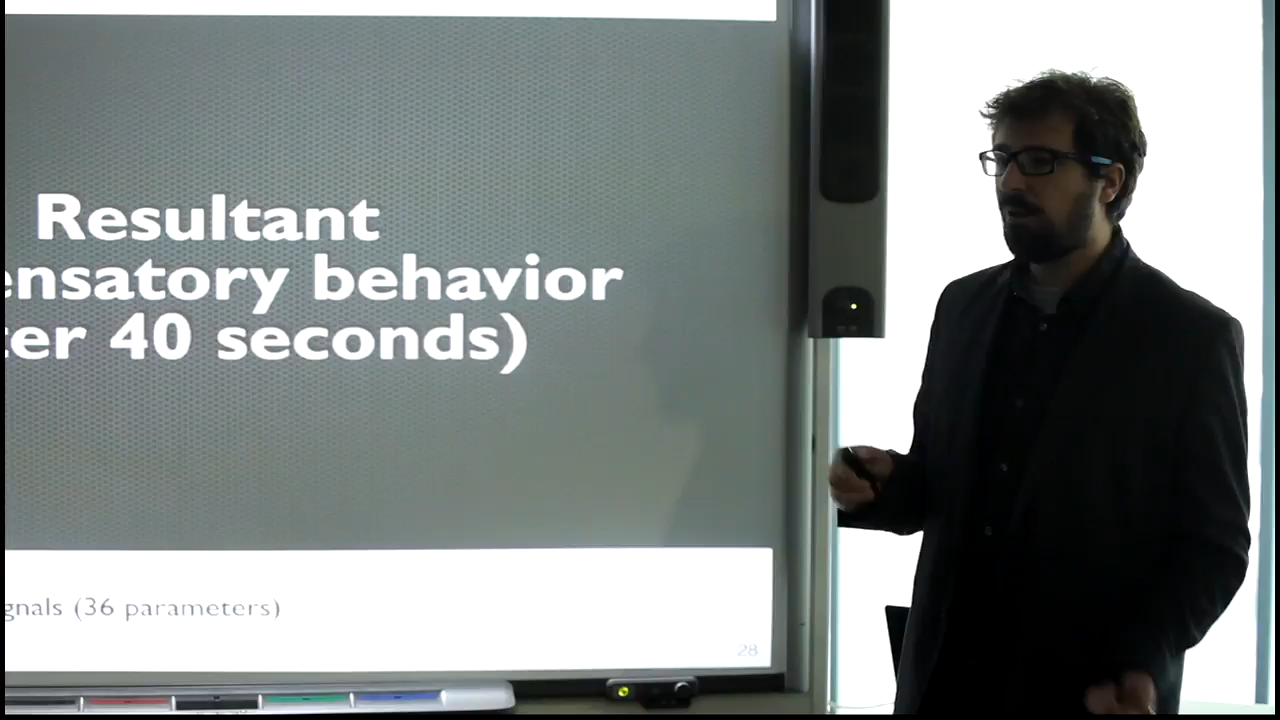 Resultant
ensatory behavior
ter 40 seconds)
gnals (36 parameters)
28